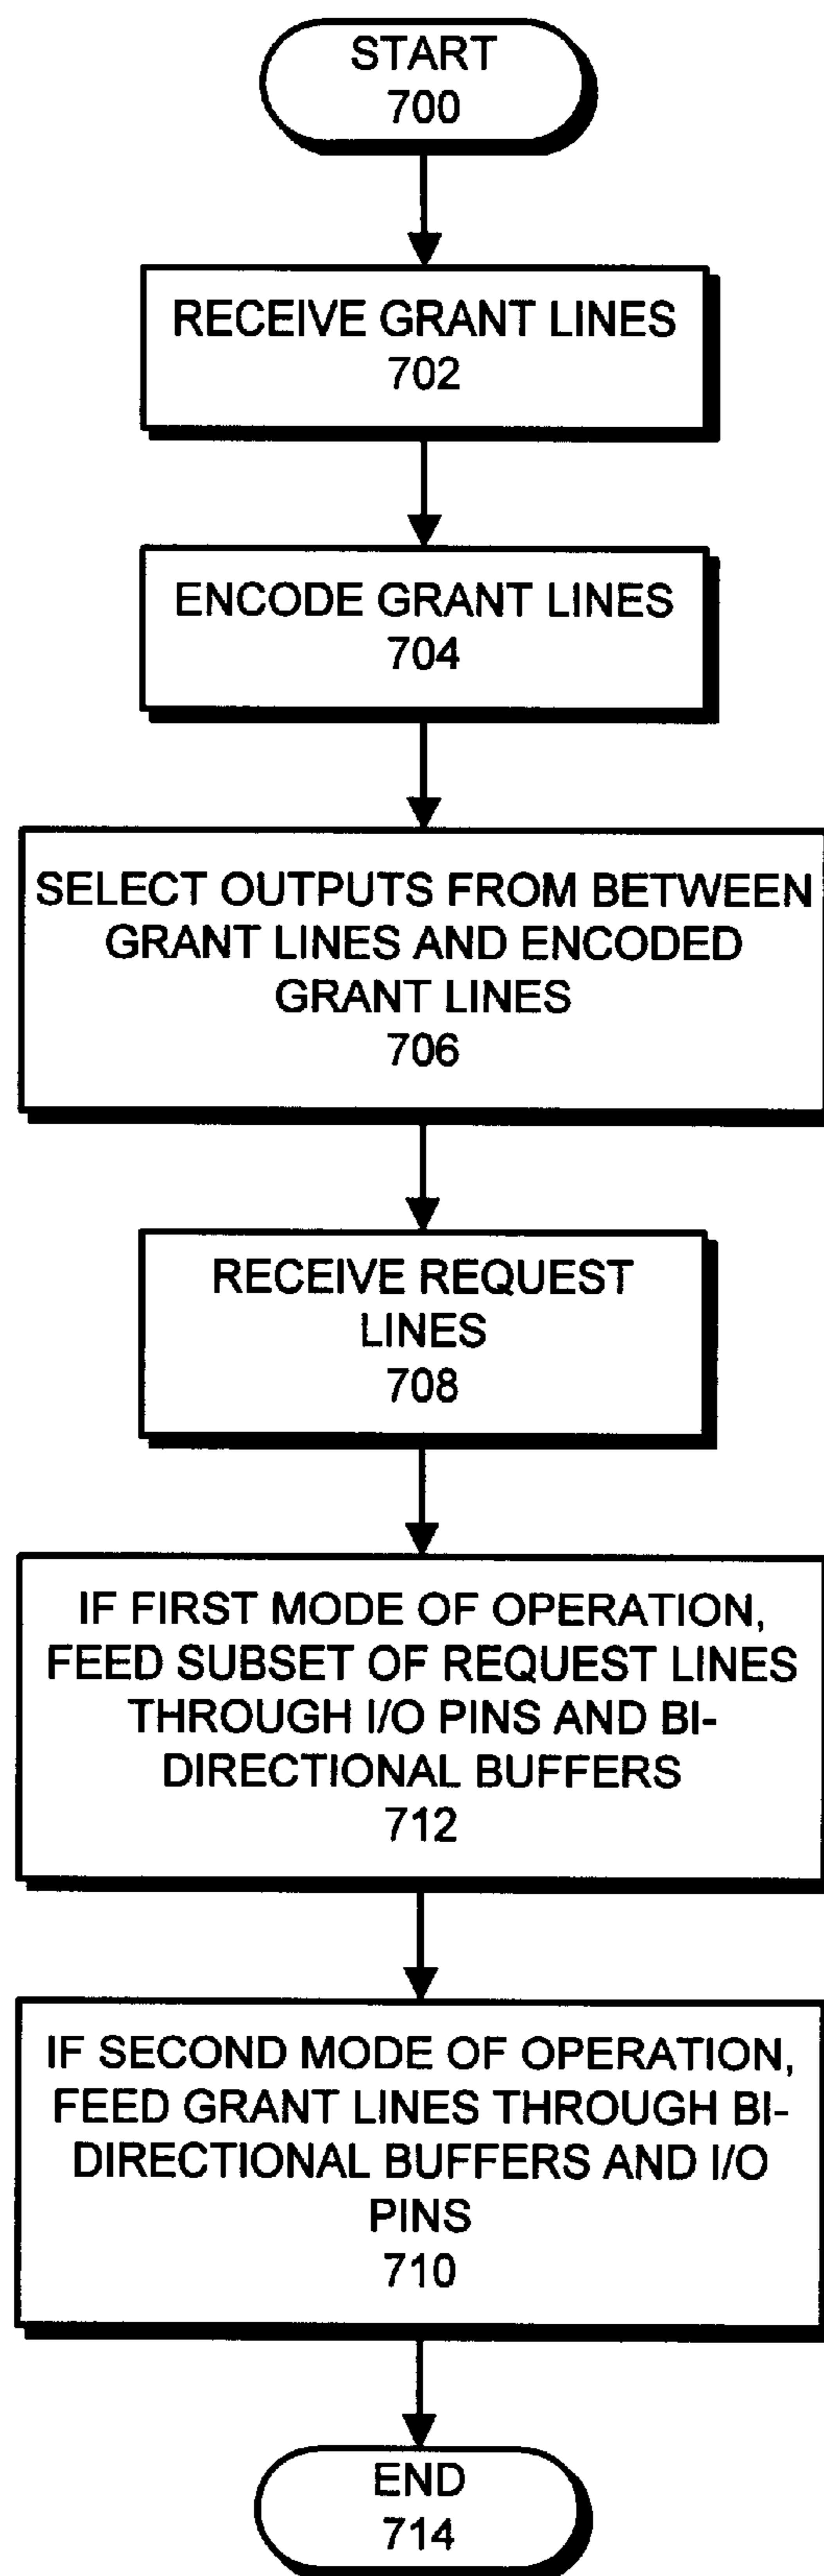 START
700
RECEIVE GRANT LINES
702
ENCODE GRANT LINES
704
SELECT OUTPUTS FROM BETWEEN
GRANT LINES AND ENCODED
GRANT LINES
706
RECEIVE REQUEST
LINES
708
IF FIRST MODE OF OPERATION,
FEED SUBSET OF REQUEST LINES
THROUGH I/O PINS AND BI-
DIRECTIONAL BUFFERS
712
IF SECOND MODE OF OPERATION,
FEED GRANT LINES THROUGH BI-
DIRECTIONAL BUFFERS AND I/O
PINS
710
END
714